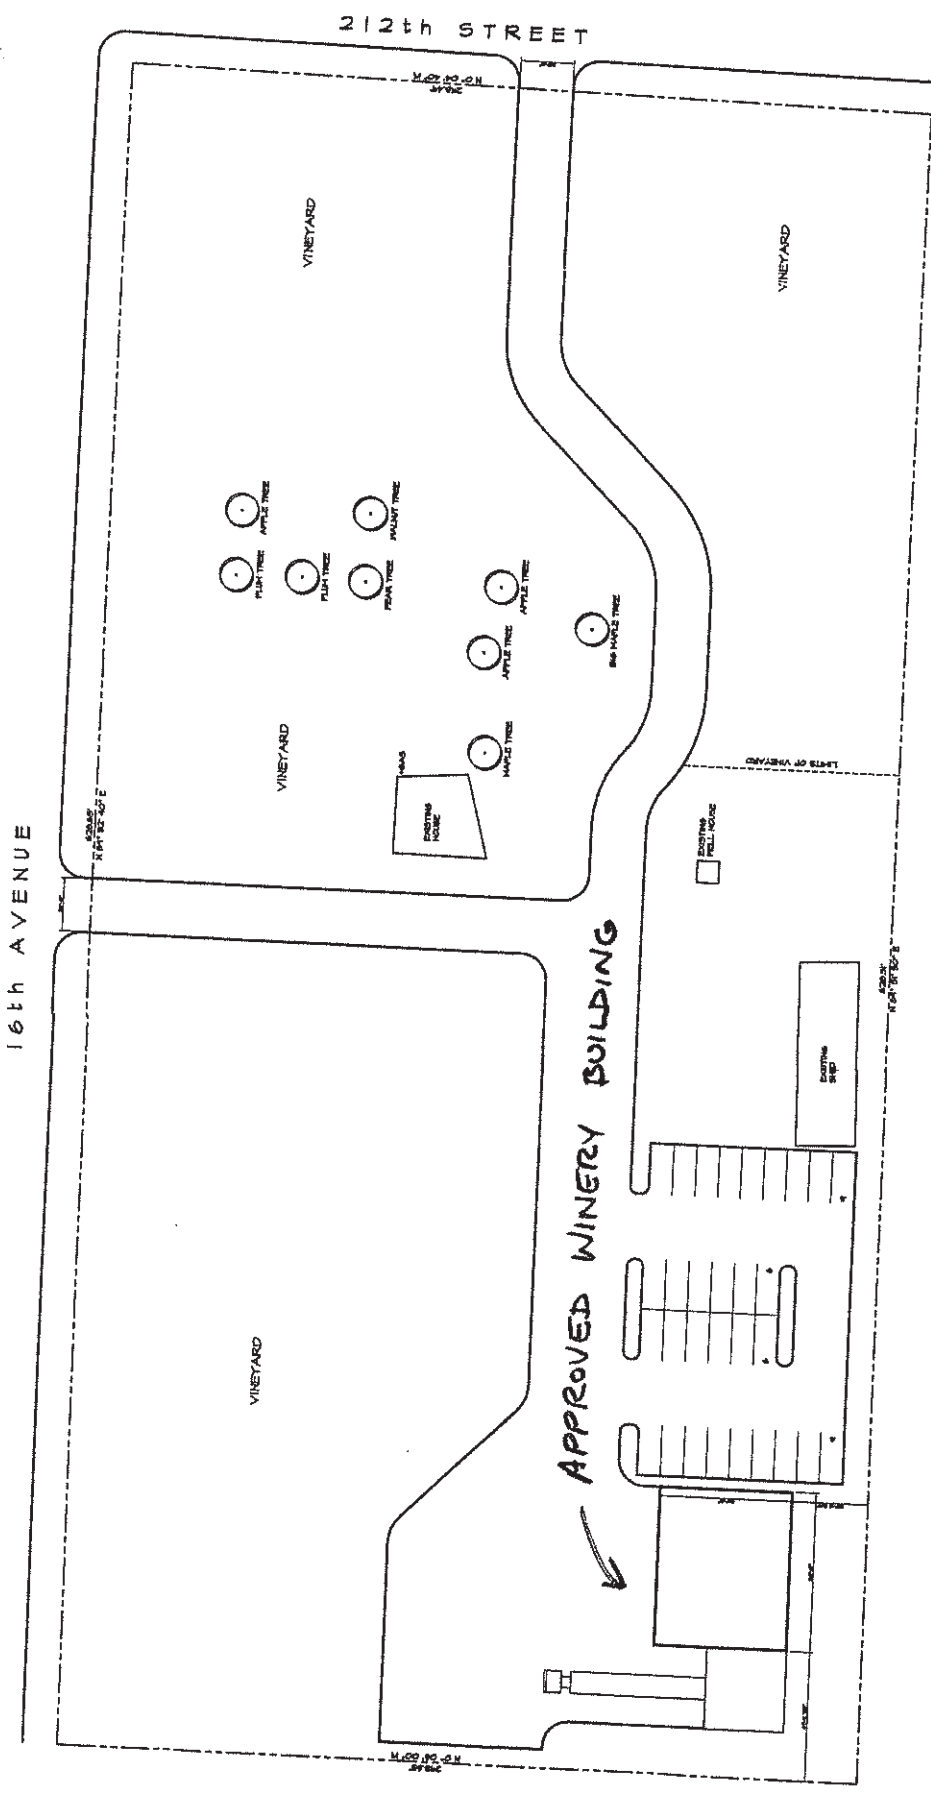 212th STREET
16th AVENUE
VINEYARD
VINEYARD
APPLE TREE
WALNUT TREE
PLUM TREE
PLUM TREE
PEAR TREE
APPLE TREE
APPLE TREE
BIG MAPLE TREE
MAPLE TREE
VINEYARD
EXISTING
HOUSE
LIMITS OF VINEYARD
EXISTING
WELL HOUSE
EXISTING
SHED
VINEYARD
APPROVED WINERY BUILDING